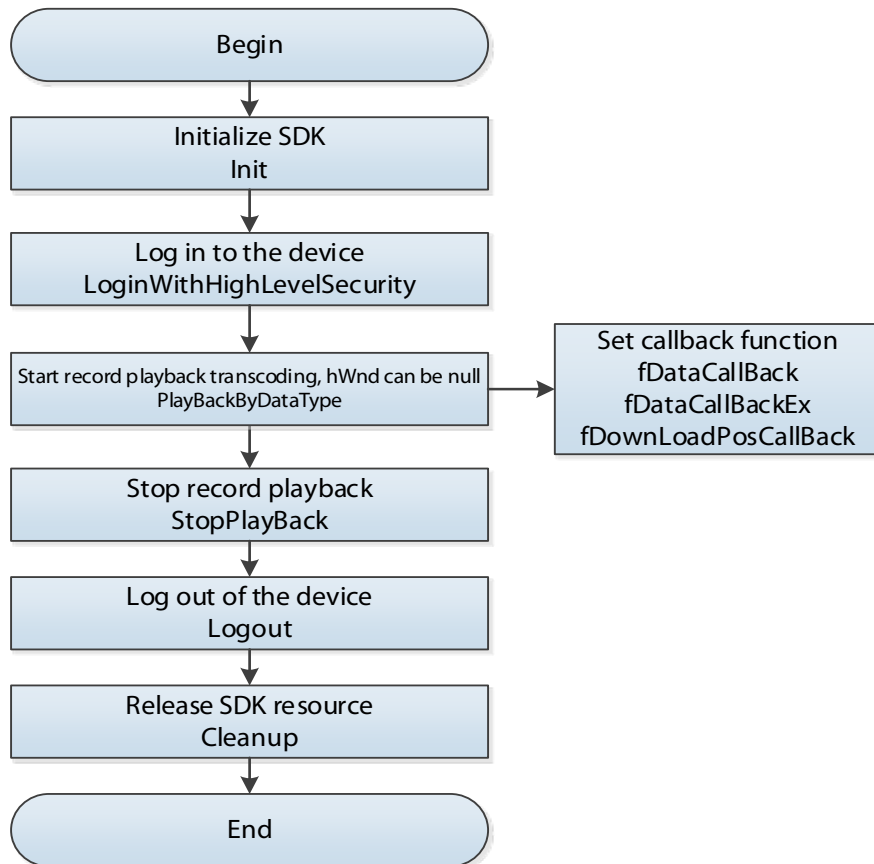 Begin
Initialize SDK
Init
Log in to the device
LoginWithHighLevelSecurity
Start record playback transcoding, hWnd can be null
PlayBackByDataType
Set callback function
fDataCallBack
fDataCallBackEx
fDownLoadPosCallBack
Stop record playback
StopPlayBack
Log out of the device
Logout
Release SDK resource
Cleanup
End